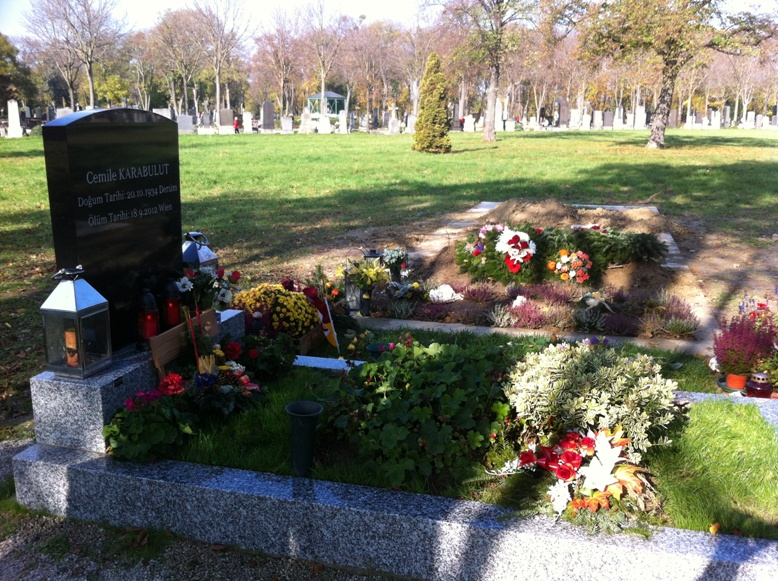 Cemile KARABULUT
Doğum Tarihi: 20.10.1934 Denizli
Ölüm Tarihi: 18.9.2012 Wien